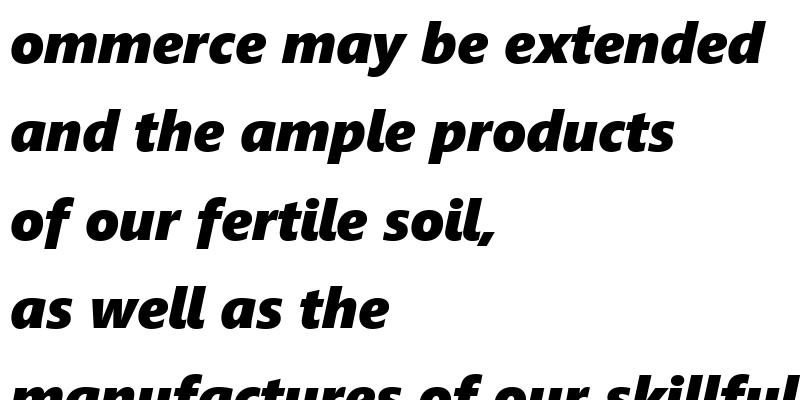 ommerce may be extended
and the ample products
of our fertile soil,
as well as the
manufactures of our skillful